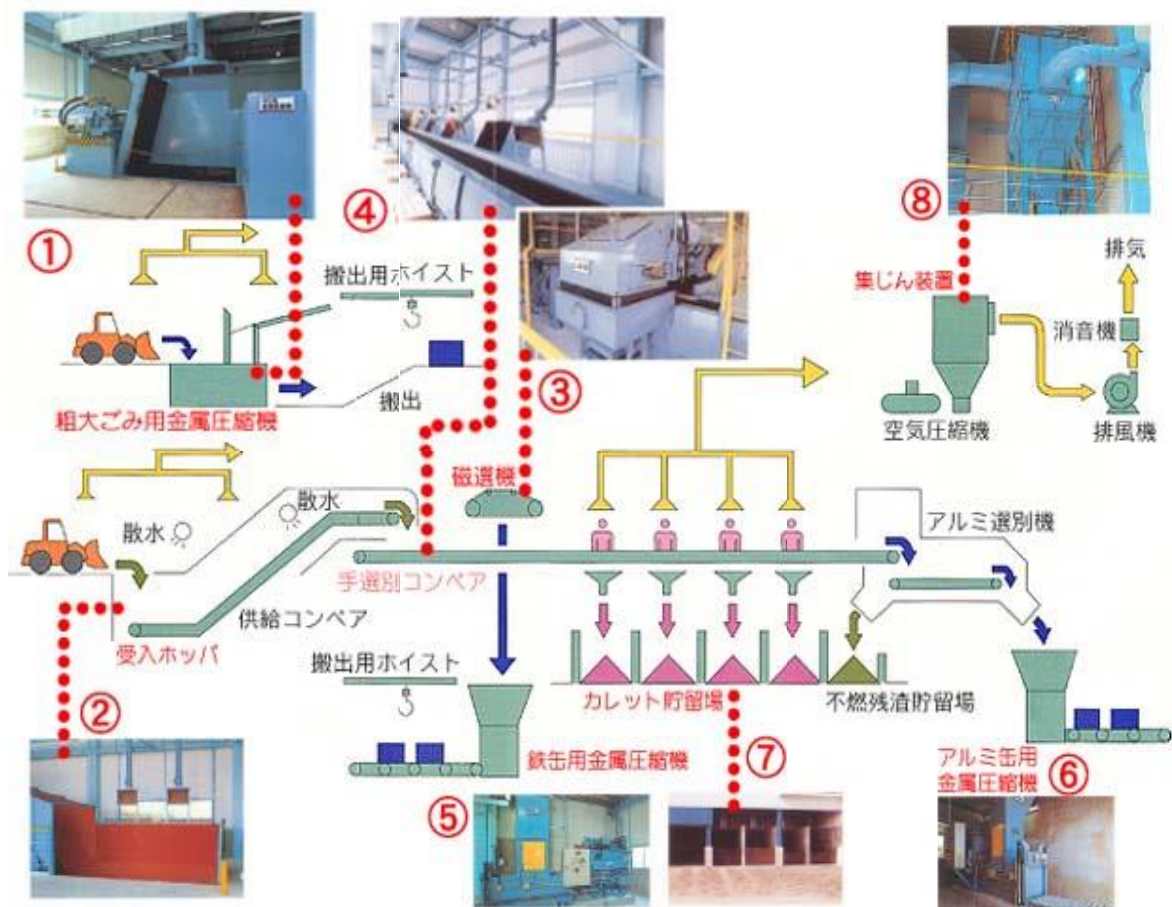 ①
④
⑧
③
搬出用ホイスト
粗大ごみ用金属圧縮機
搬出
集じん装置
排気
消音機
空気圧縮機
排風機
磁選機
散水
散水
手選別コンベア
供給コンベア
受入ホッパ
アルミ選別機
②
搬出用ホイスト
鉄缶用金属圧縮機
⑤
カレット貯留場
⑦
不燃残渣貯留場
アルミ缶用
金属圧縮機
⑥